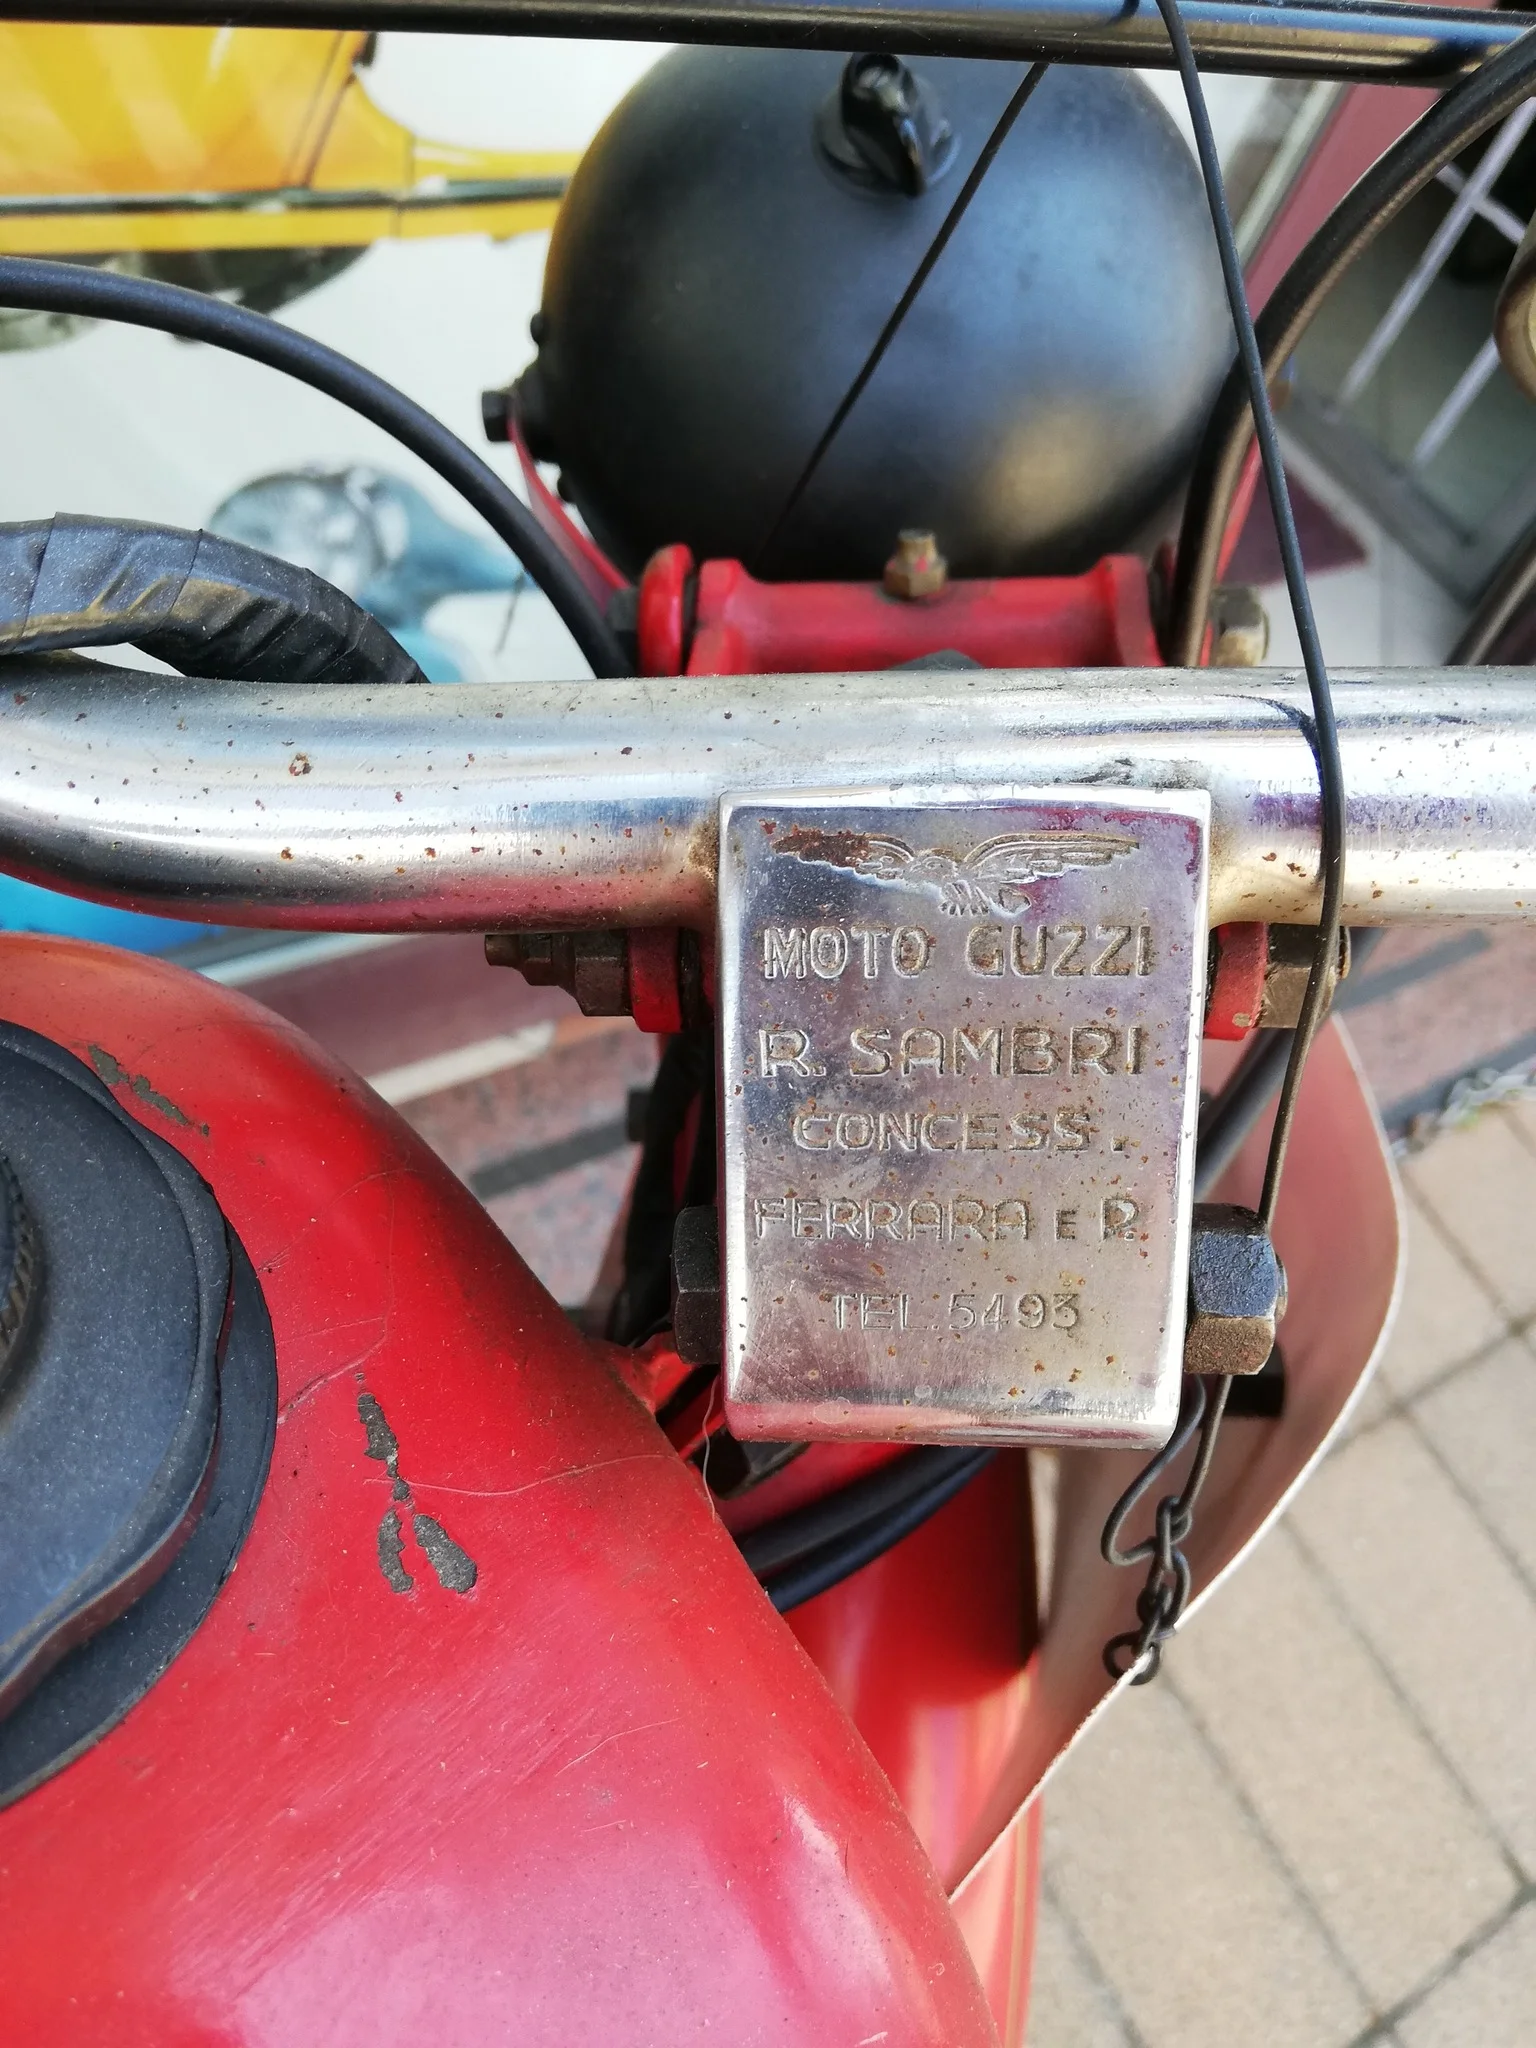 MOTO GUZZI
R. SAMBRI
CONCESS.
FERRARA E P.
TEL. 5493